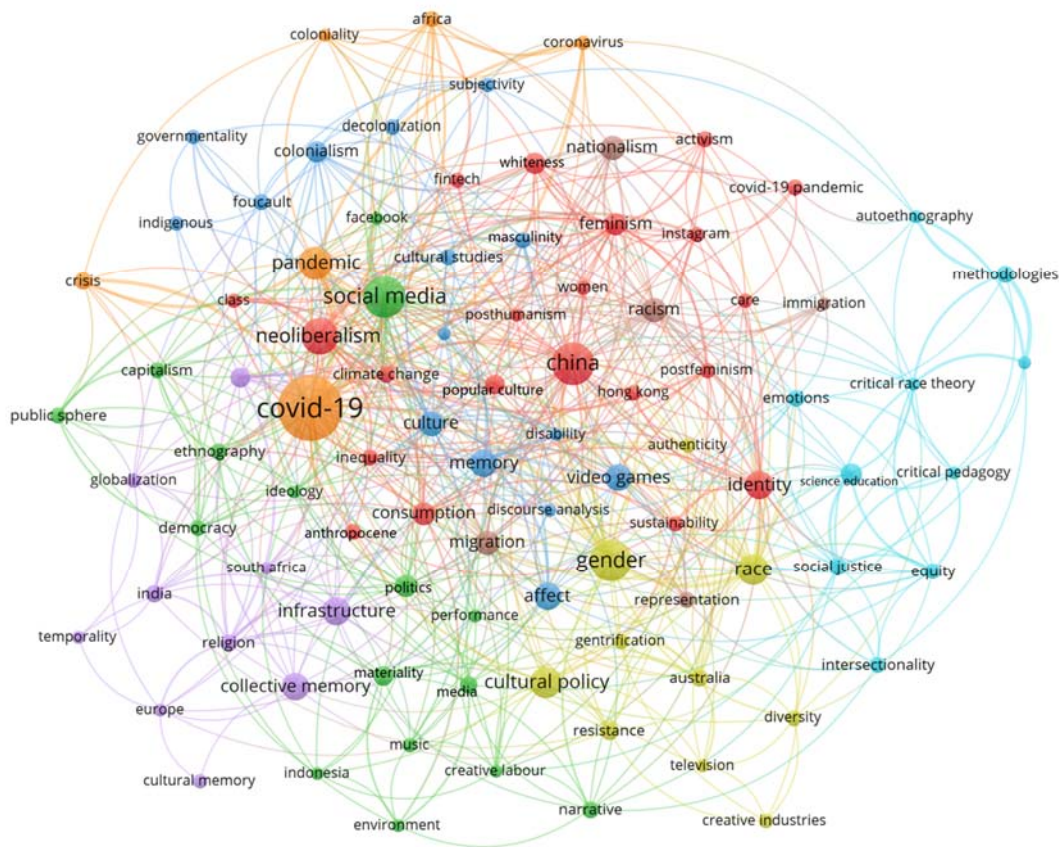 africa
coloniality
coronavirus
subjectivity
decolonization
governmentality
colonialism
nationalism
activism
whiteness
fintech
covid-19 pandemic
foucault
facebook
feminism
autoethnography
indigenous
instagram
masculinity
cultural studies
pandemic
methodologies
crisis
social media
women
class
posthumanism
racism
care
immigration
neoliberalism
china
capitalism
climate change
popular culture
postfeminism
critical race theory
hong kong
emotions
covid-19
public sphere
culture
disability
authenticity
ethnography
inequality
memory
globalization
video games
identity
science education
critical pedagogy
ideology
consumption
discourse analysis
sustainability
democracy
anthropocene
migration
gender
south africa
race
social justice
equity
india
politics
affect
representation
infrastructure
performance
temporality
religion
gentrification
intersectionality
materiality
collective memory
media
cultural policy
australia
europe
diversity
resistance
music
cultural memory
indonesia
creative labour
television
environment
narrative
creative industries